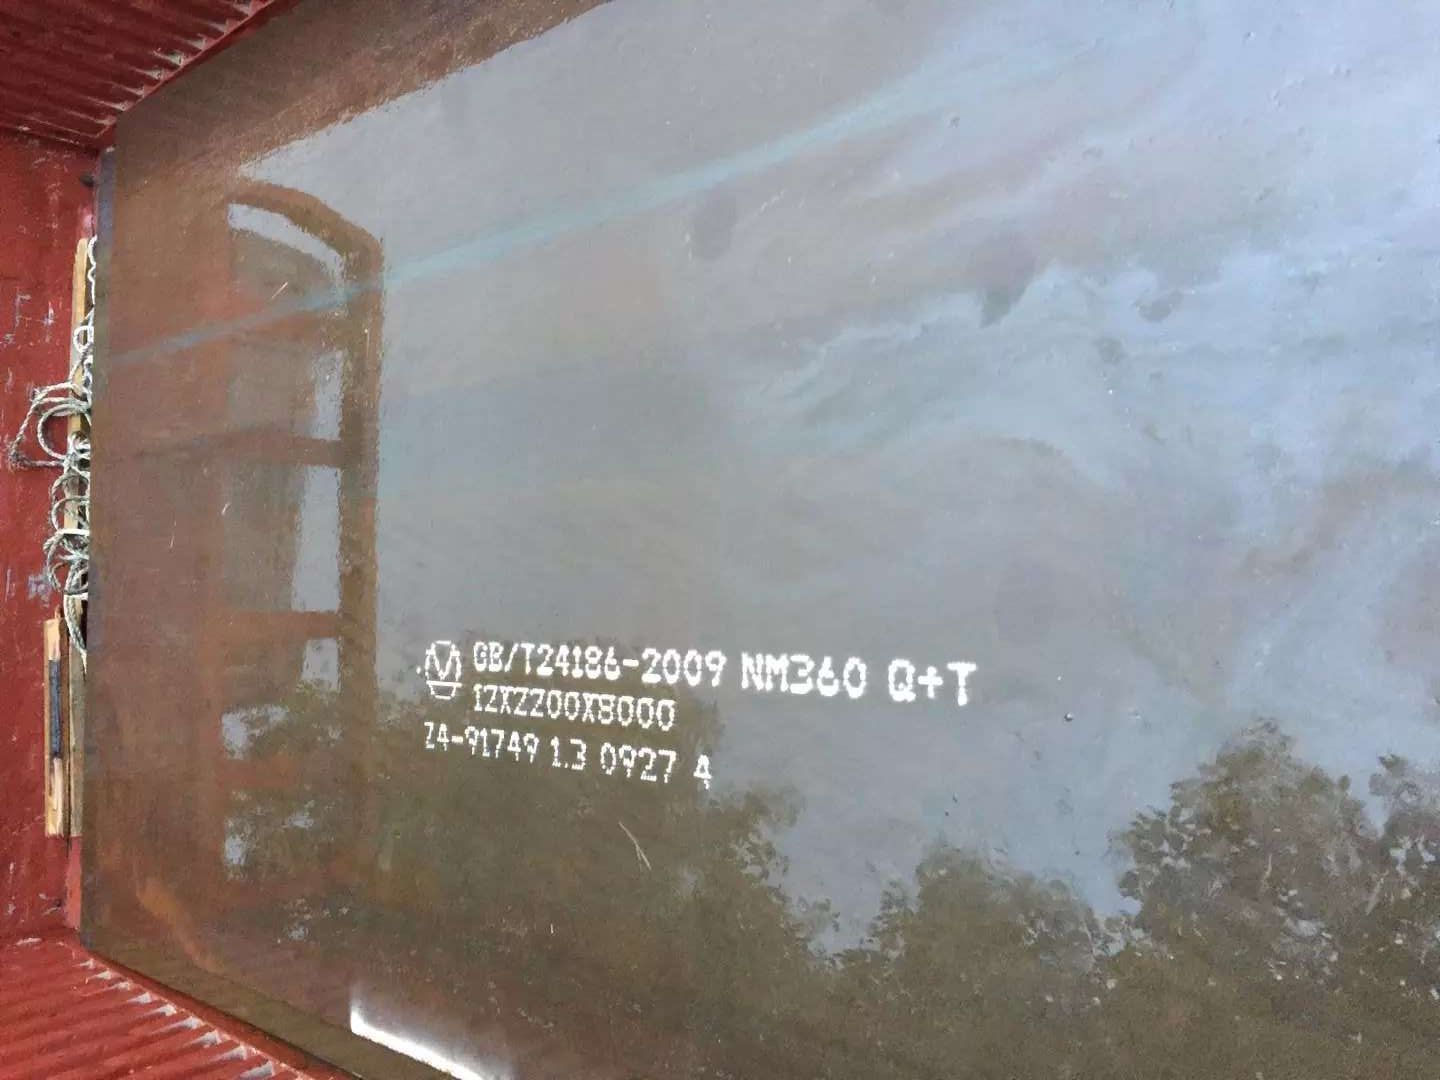 GB/T24186-2009 NM360 Q+T
12X2200X8000
Z4-91749 1.3 0927 4